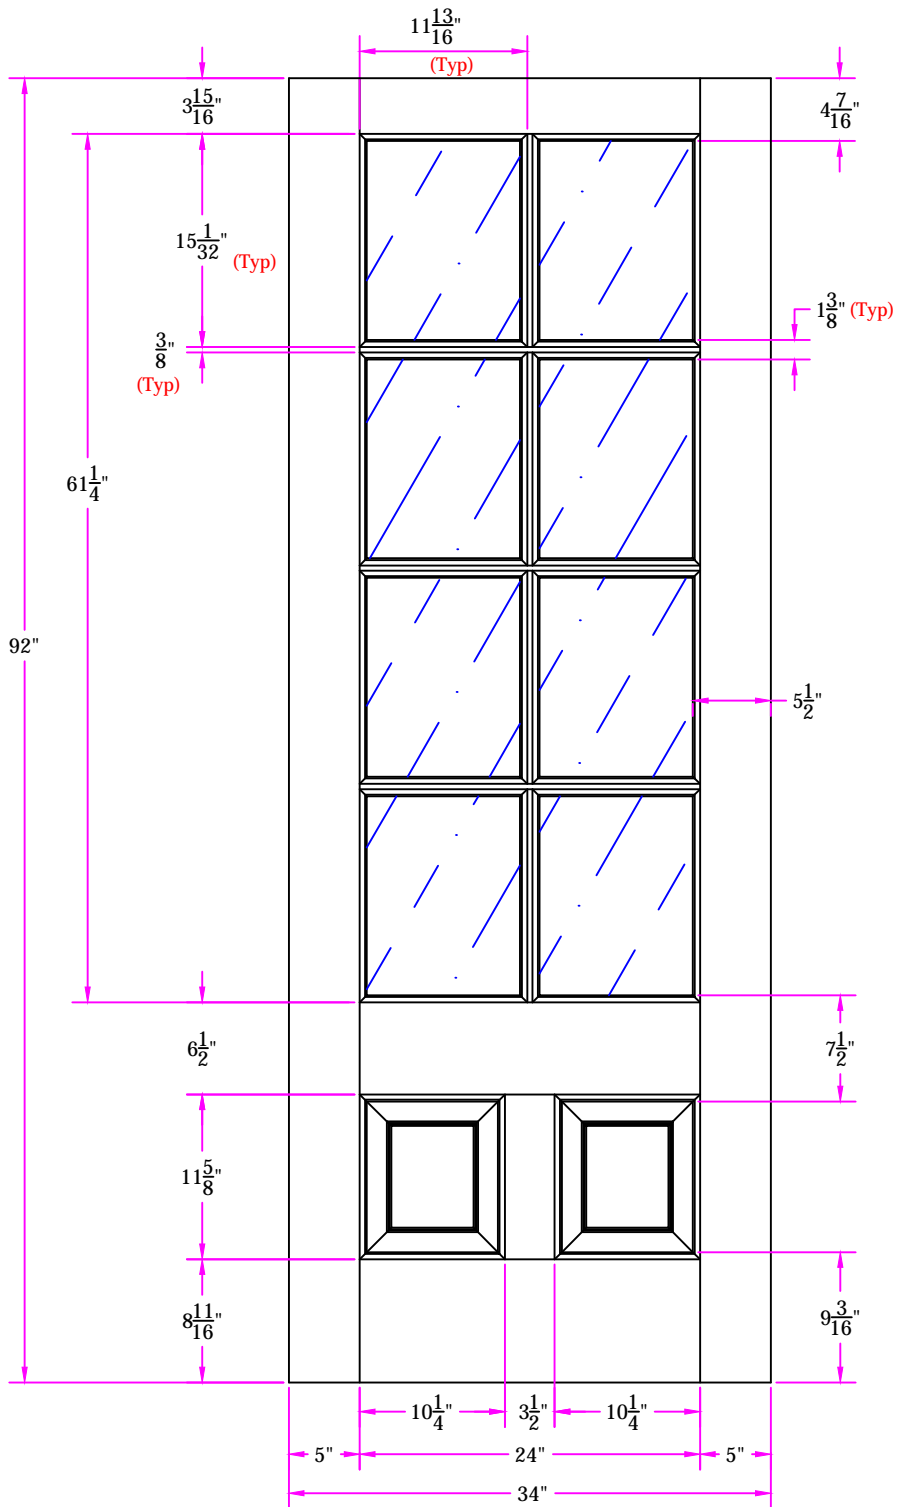 11 13/16"
(Typ)
3 15/16"
4 7/16"
15 1/32" (Typ)
1 3/8" (Typ)
3/8"
(Typ)
61 1/4"
92"
5 1/2"
6 1/2"
7 1/2"
11 5/8"
8 11/16"
9 3/16"
10 1/4" 3 1/2" 10 1/4"
5" 24" 5"
34"